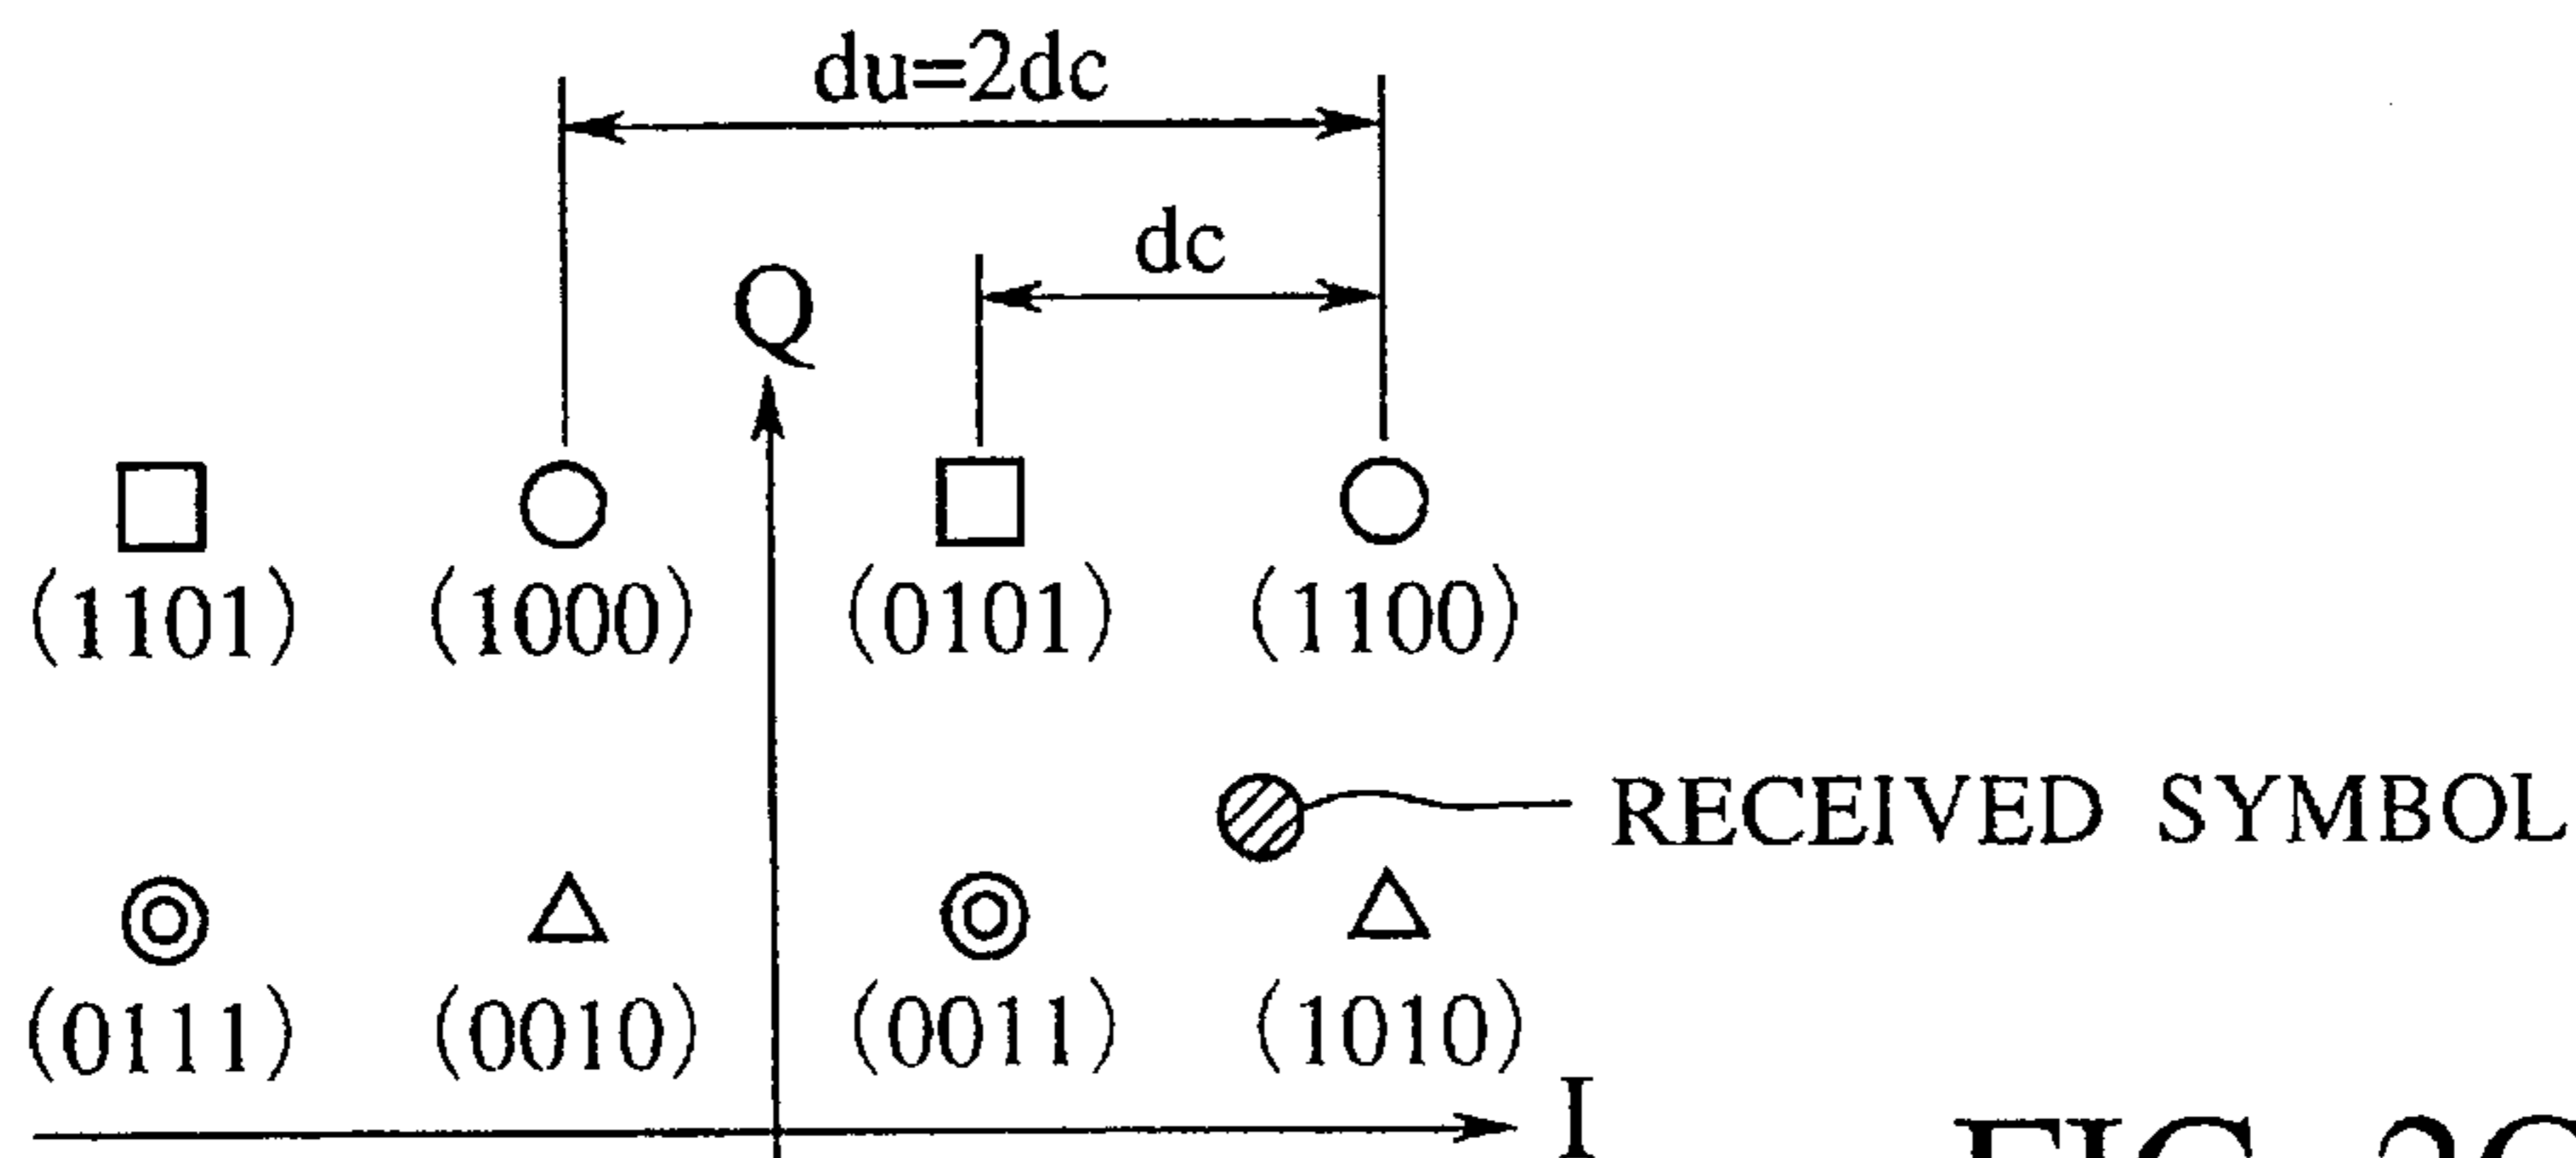 du=2dc
dc
Q
(1101) (1000) (0101) (1100)
RECEIVED SYMBOL
(0111) (0010) (0011) (1010)
I